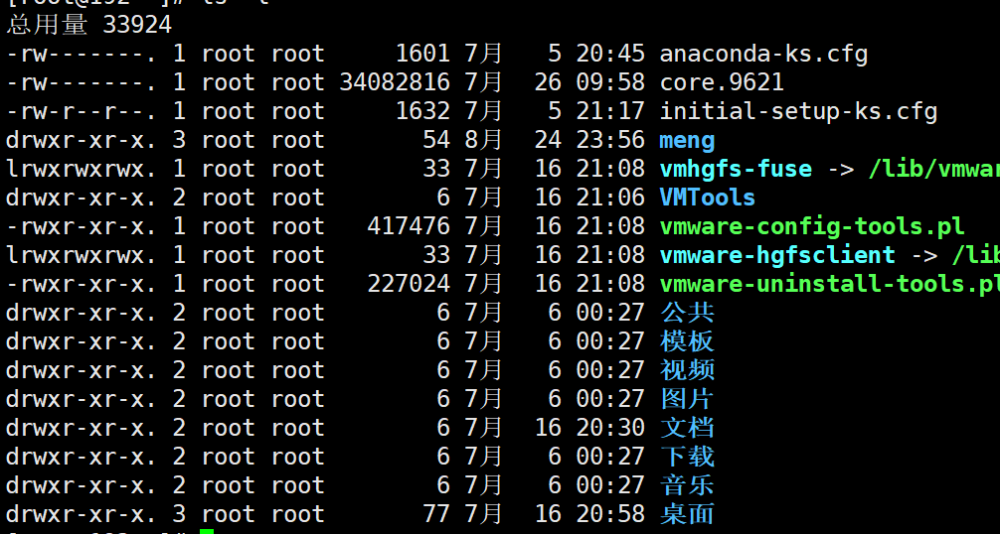 总用量 33924
-rw-------. 1 root root 1601 7月 5 20:45 anaconda-ks.cfg
-rw-------. 1 root root 34082816 7月 26 09:58 core.9621
-rw-r--r--. 1 root root 1632 7月 5 21:17 initial-setup-ks.cfg
drwxr-xr-x. 3 root root 54 8月 24 23:56 meng
lrwxrwxrwx. 1 root root 33 7月 16 21:08 vmhgfs-fuse -> /lib/vmwar
drwxr-xr-x. 2 root root 6 7月 16 21:06 VMTools
-rwxr-xr-x. 1 root root 417476 7月 16 21:08 vmware-config-tools.pl
lrwxrwxrwx. 1 root root 33 7月 16 21:08 vmware-hgfsclient -> /lib
-rwxr-xr-x. 1 root root 227024 7月 16 21:08 vmware-uninstall-tools.pl
drwxr-xr-x. 2 root root 6 7月 6 00:27 公共
drwxr-xr-x. 2 root root 6 7月 6 00:27 模板
drwxr-xr-x. 2 root root 6 7月 6 00:27 视频
drwxr-xr-x. 2 root root 6 7月 6 00:27 图片
drwxr-xr-x. 2 root root 6 7月 16 20:30 文档
drwxr-xr-x. 2 root root 6 7月 6 00:27 下载
drwxr-xr-x. 2 root root 6 7月 6 00:27 音乐
drwxr-xr-x. 3 root root 77 7月 16 20:58 桌面